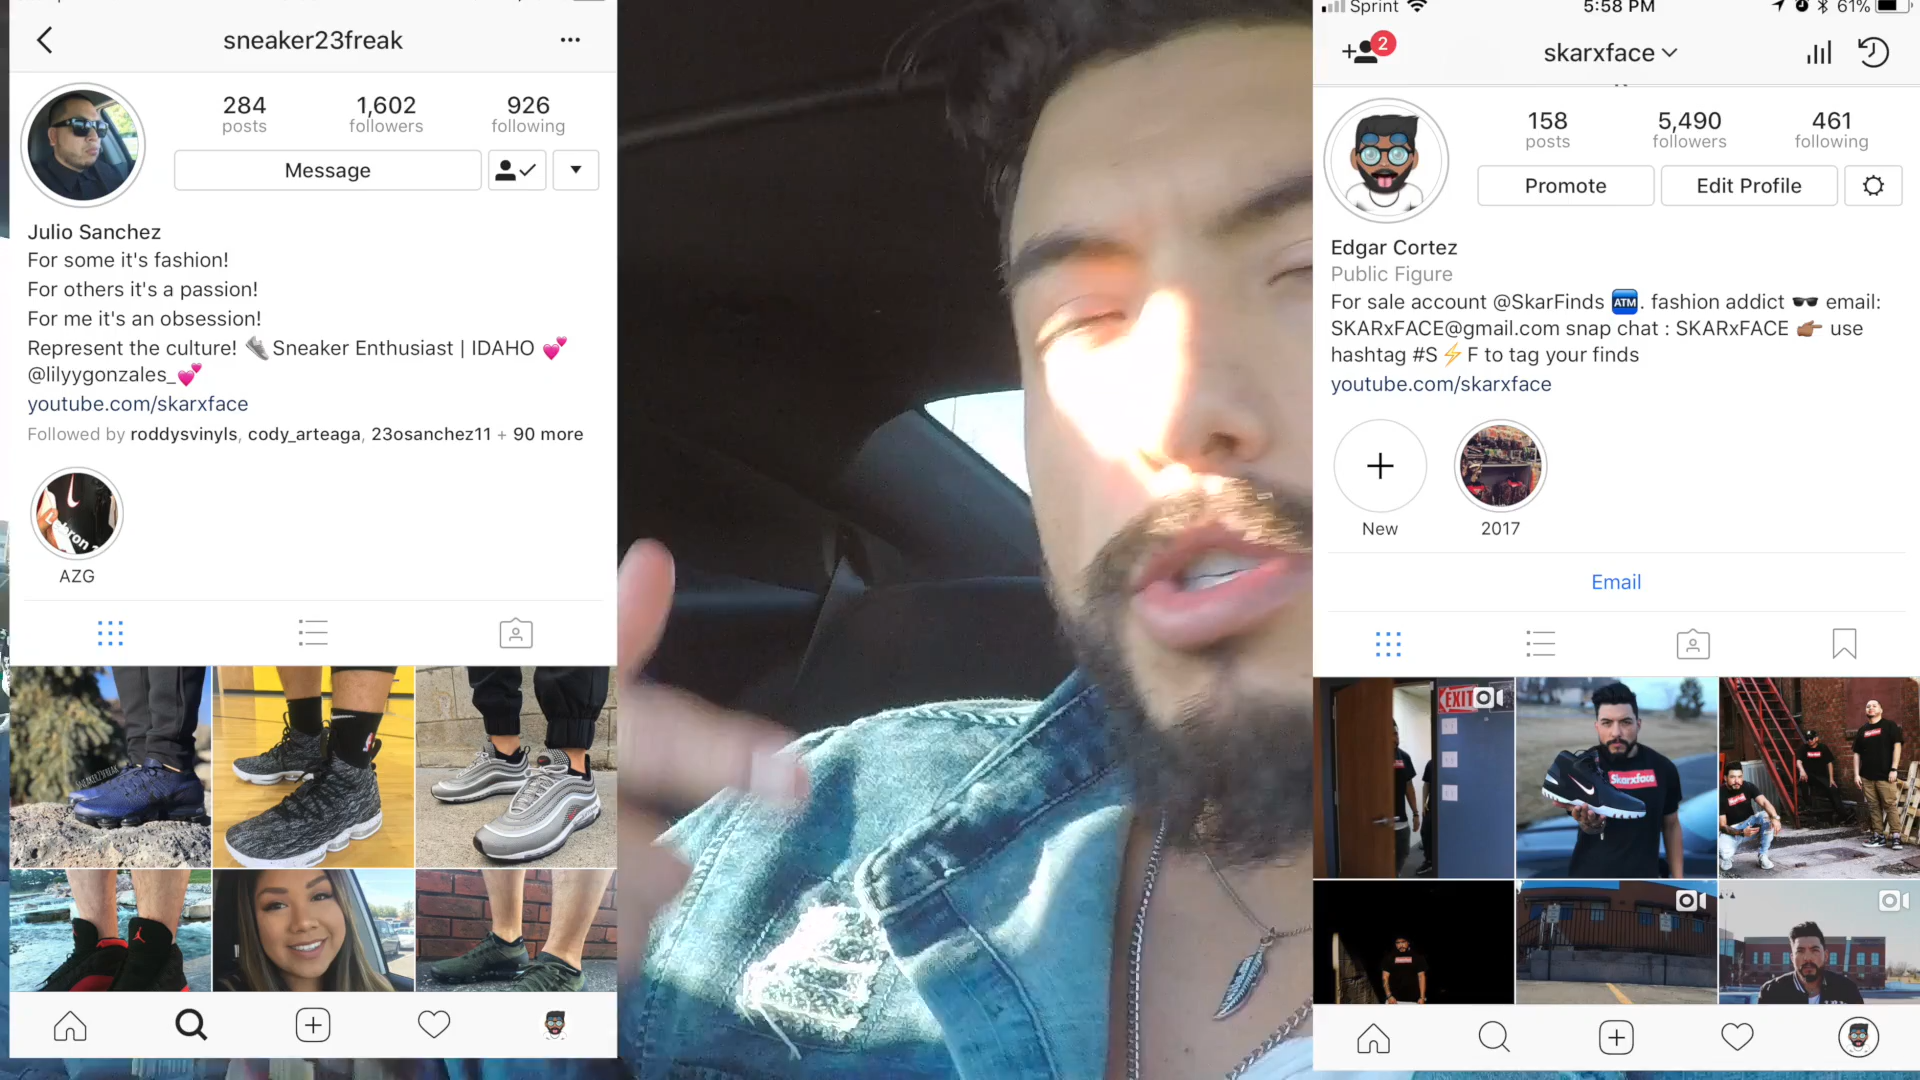 sneaker23freak
284
posts
1,602
followers
926
following
Message
Julio Sanchez
For some it's fashion!
For others it's a passion!
For me it's an obsession!
Represent the culture! 👟 Sneaker Enthusiast | IDAHO 💕
@lilyygonzales_💕
youtube.com/skarxface
Followed by roddysvinyls, cody_arteaga, 23osanchez11 + 90 more
AZG
Sprint
5:58 PM
61%
2
skarxface
158
posts
5,490
followers
461
following
Promote
Edit Profile
Edgar Cortez
Public Figure
For sale account @SkarFinds 🏧. fashion addict 🕶 email:
SKARxFACE@gmail.com snap chat : SKARxFACE 👉🏽 use
hashtag #S⚡F to tag your finds
youtube.com/skarxface
New
2017
Email
EXIT
Skarxface